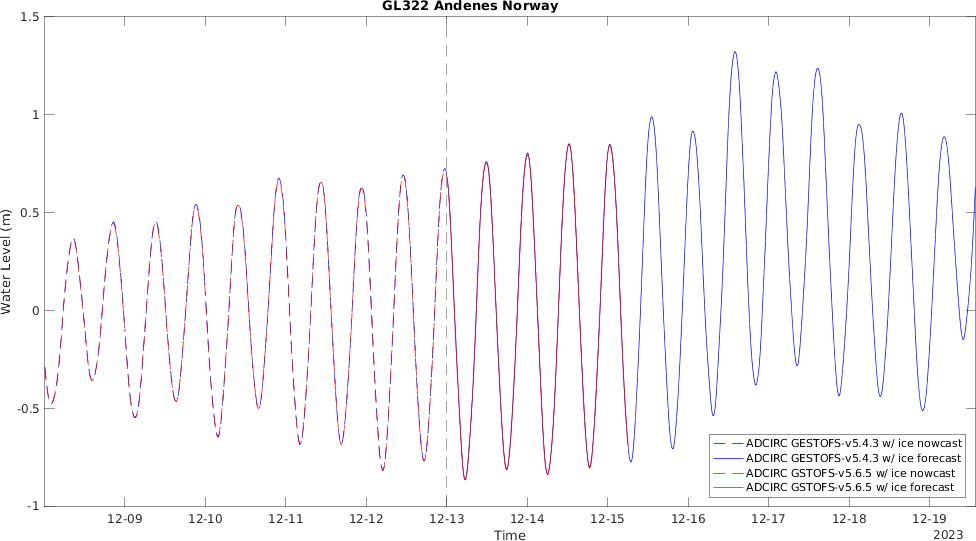 GL322 Andenes Norway
1.5
1
0.5
0
-0.5
-1
Water Level (m)
12-09 12-10 12-11 12-12 12-13 12-14 12-15 12-16 12-17 12-18 12-19
2023
Time
ADCIRC GESTOFS-v5.4.3 w/ ice nowcast
ADCIRC GESTOFS-v5.4.3 w/ ice forecast
ADCIRC GSTOFS-v5.6.5 w/ ice nowcast
ADCIRC GSTOFS-v5.6.5 w/ ice forecast